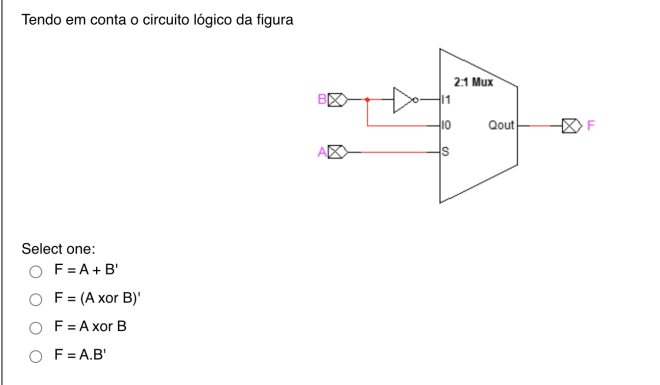 Tendo em conta o circuito lógico da figura
2:1 Mux
B
I1
I0
Qout
F
A
S
Select one:
F = A + B'
F = (A xor B)'
F = A xor B
F = A.B'